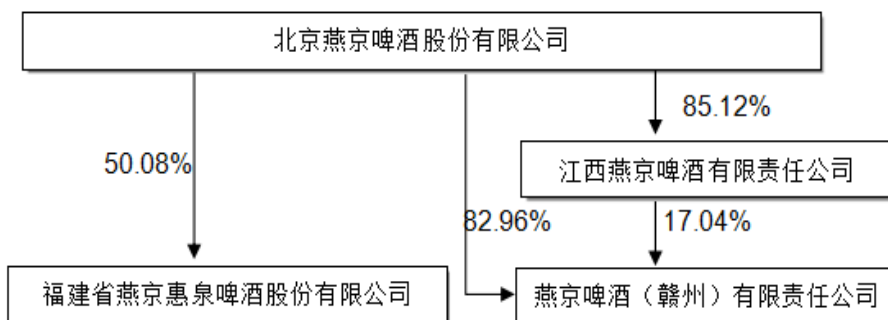 北京燕京啤酒股份有限公司
85.12%
50.08%
江西燕京啤酒有限责任公司
82.96%
17.04%
福建省燕京惠泉啤酒股份有限公司
燕京啤酒（赣州）有限责任公司